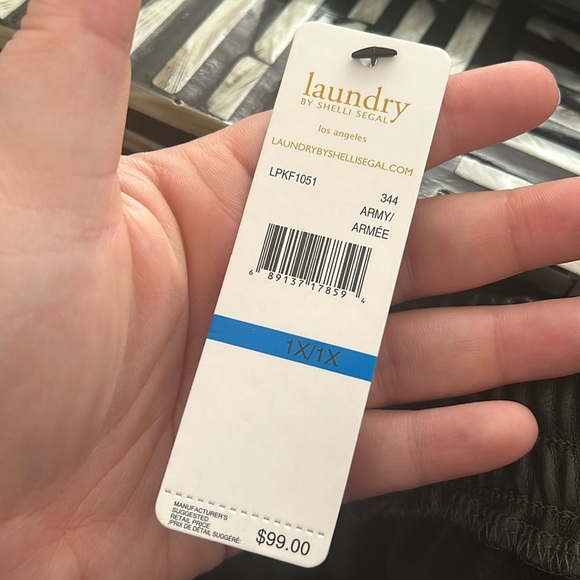 laundry
BY SHELLI SEGAL
los angeles
LAUNDRYBYSHELLISEGAL.COM
LPKF1051
344
ARMY/
ARMÉE
6 89137 17859 4
1X/1X
MANUFACTURER'S
SUGGESTED
RETAIL PRICE
/PRIX DE DÉTAIL SUGGÉRÉ:
$99.00